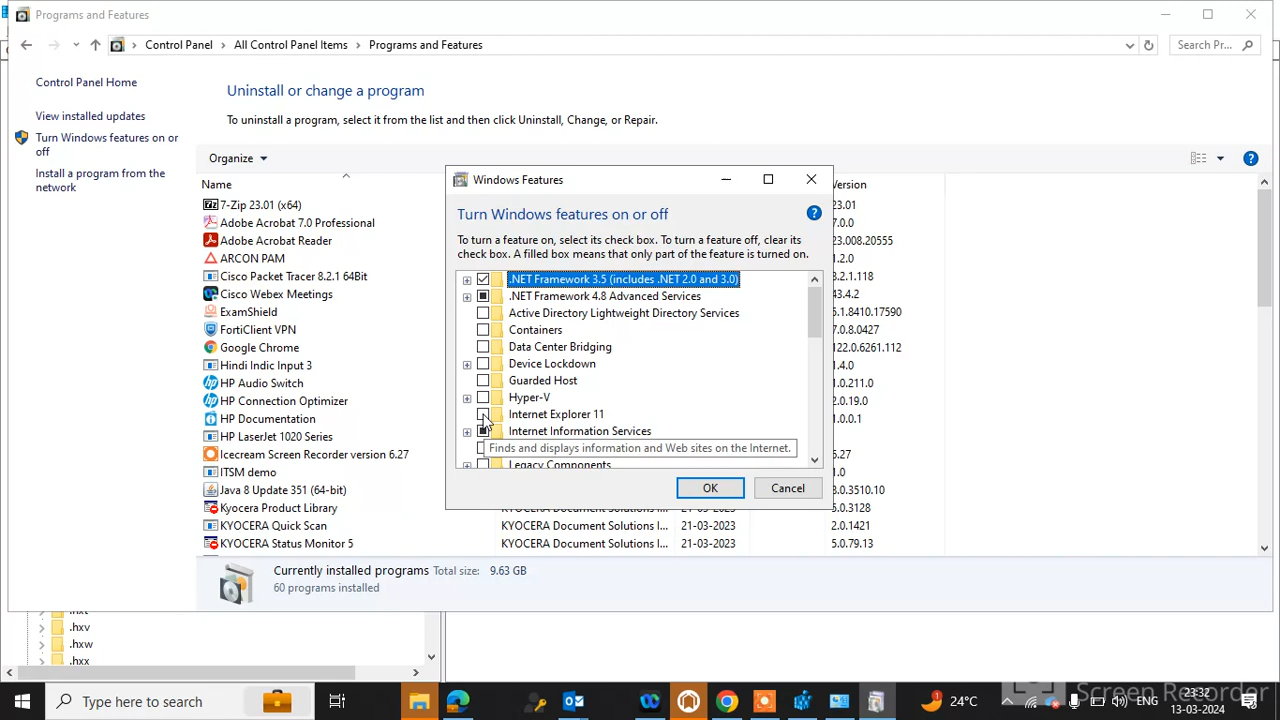 Programs and Features
Control Panel
All Control Panel Items
Programs and Features
Search Pr...
Control Panel Home
View installed updates
Turn Windows features on or
off
Install a program from the
network
Uninstall or change a program
To uninstall a program, select it from the list and then click Uninstall, Change, or Repair.
Organize
Name
Version
7-Zip 23.01 (x64)
23.01
Adobe Acrobat 7.0 Professional
7.0.0
Adobe Acrobat Reader
23.008.20555
ARCON PAM
1.2.0
Cisco Packet Tracer 8.2.1 64Bit
8.2.1.118
Cisco Webex Meetings
43.4.2
ExamShield
5.1.8410.17590
FortiClient VPN
7.0.8.0427
Google Chrome
122.0.6261.112
Hindi Indic Input 3
1.4.0
HP Audio Switch
1.0.211.0
HP Connection Optimizer
2.0.19.0
HP Documentation
1.0.0.1
HP LaserJet 1020 Series
Icecream Screen Recorder version 6.27
6.27
ITSM demo
Java 8 Update 351 (64-bit)
8.0.3510.10
Kyocera Product Library
5.0.3128
KYOCERA Quick Scan
KYOCERA Document Solutions I...
21-03-2023
2.0.1421
KYOCERA Status Monitor 5
KYOCERA Document Solutions I...
21-03-2023
5.0.79.13
Windows Features
Turn Windows features on or off
To turn a feature on, select its check box. To turn a feature off, clear its
check box. A filled box means that only part of the feature is turned on.
.NET Framework 3.5 (includes .NET 2.0 and 3.0)
.NET Framework 4.8 Advanced Services
Active Directory Lightweight Directory Services
Containers
Data Center Bridging
Device Lockdown
Guarded Host
Hyper-V
Internet Explorer 11
Internet Information Services
Finds and displays information and Web sites on the Internet.
Legacy Components
OK
Cancel
Currently installed programs
Total size: 9.63 GB
60 programs installed
.hxt
.hxv
.hxw
.hxx
Type here to search
24°C
Screen Recorder
23:32
13-03-2024